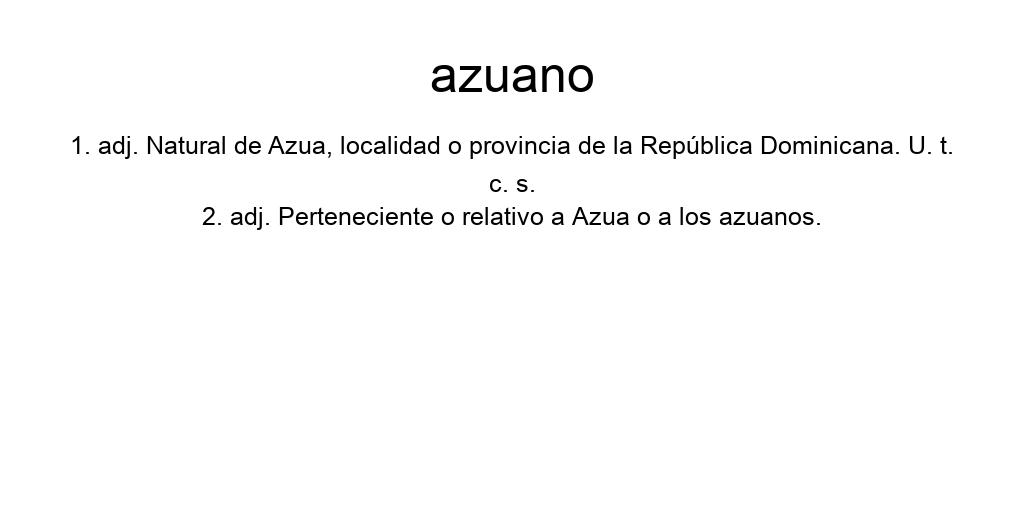 azuano
1. adj. Natural de Azua, localidad o provincia de la República Dominicana. U. t.
c. s.
2. adj. Perteneciente o relativo a Azua o a los azuanos.